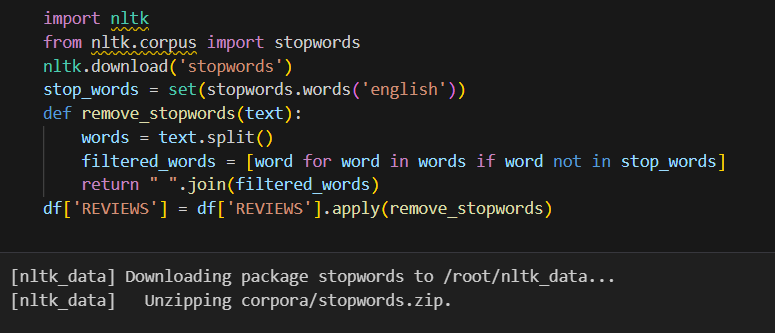 import nltk
from nltk.corpus import stopwords
nltk.download('stopwords')
stop_words = set(stopwords.words('english'))
def remove_stopwords(text):
    words = text.split()
    filtered_words = [word for word in words if word not in stop_words]
    return " ".join(filtered_words)
df['REVIEWS'] = df['REVIEWS'].apply(remove_stopwords)
[nltk_data] Downloading package stopwords to /root/nltk_data...
[nltk_data]   Unzipping corpora/stopwords.zip.